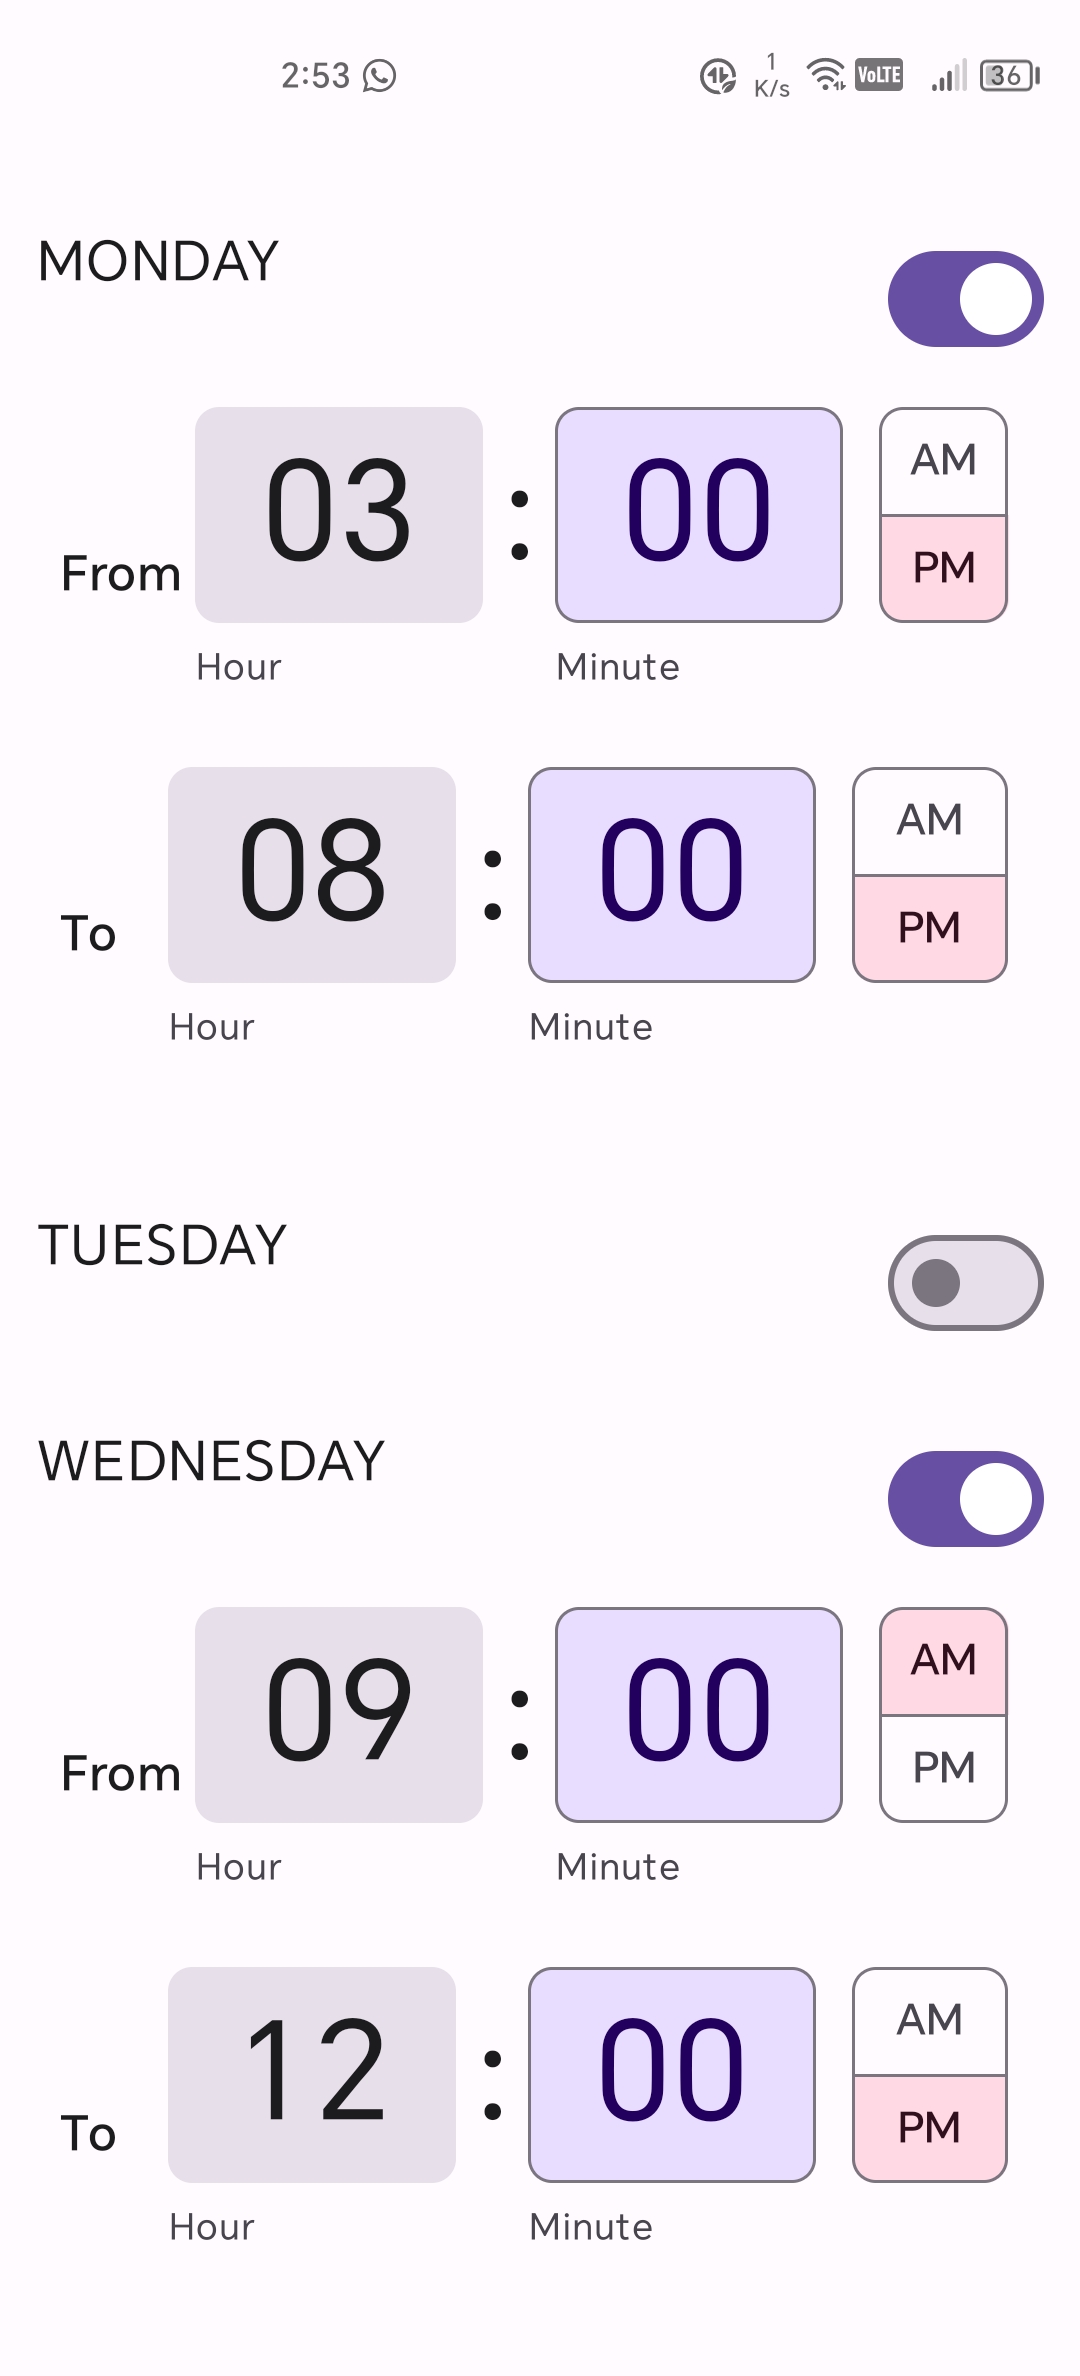 2:53 1 K/s VoLTE 36
MONDAY
From 03 : 00 AM PM
Hour Minute
To 08 : 00 AM PM
Hour Minute
TUESDAY
WEDNESDAY
From 09 : 00 AM PM
Hour Minute
To 12 : 00 AM PM
Hour Minute